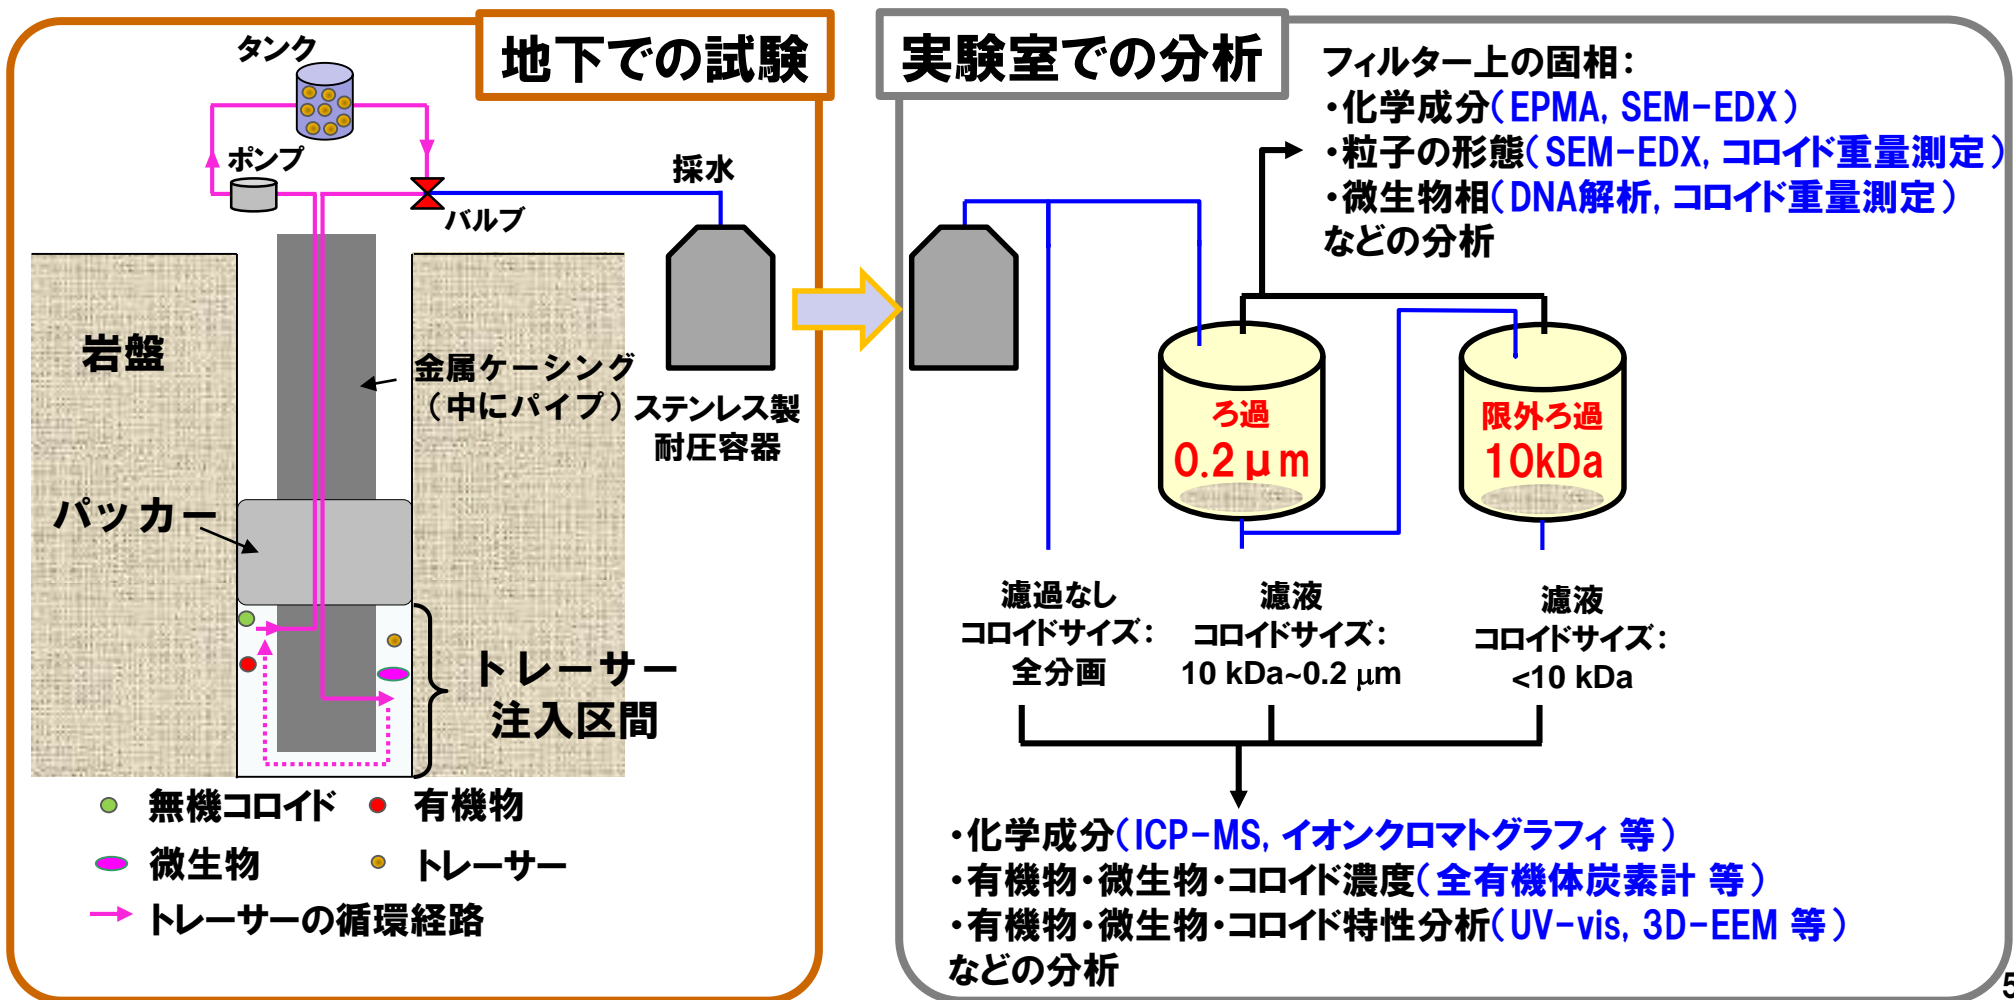 地下での試験
タンク
ポンプ
バルブ
採水
岩盤
金属ケーシング
（中にパイプ）
ステンレス製
耐圧容器
パッカー
トレーサー
注入区間
無機コロイド
有機物
微生物
トレーサー
トレーサーの循環経路
実験室での分析
フィルター上の固相：
・化学成分（EPMA, SEM-EDX）
・粒子の形態（SEM-EDX, コロイド重量測定）
・微生物相（DNA解析, コロイド重量測定）
などの分析
ろ過
0.2μm
限外ろ過
10kDa
濾過なし
コロイドサイズ：
全分画
濾液
コロイドサイズ：
10 kDa~0.2 μm
濾液
コロイドサイズ：
<10 kDa
・化学成分（ICP-MS, イオンクロマトグラフィ 等）
・有機物・微生物・コロイド濃度（全有機体炭素計 等）
・有機物・微生物・コロイド特性分析（UV-vis, 3D-EEM 等）
などの分析
5